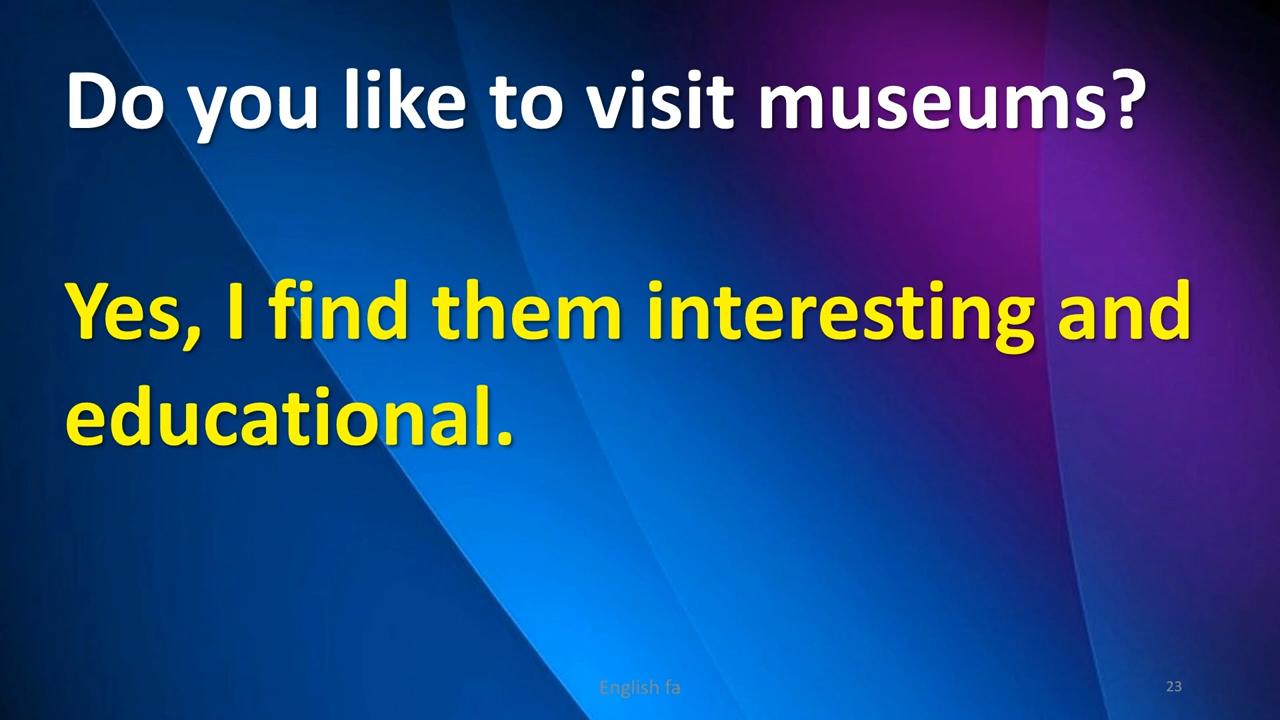 Do you like to visit museums?
Yes, I find them interesting and
educational.
English fa
23